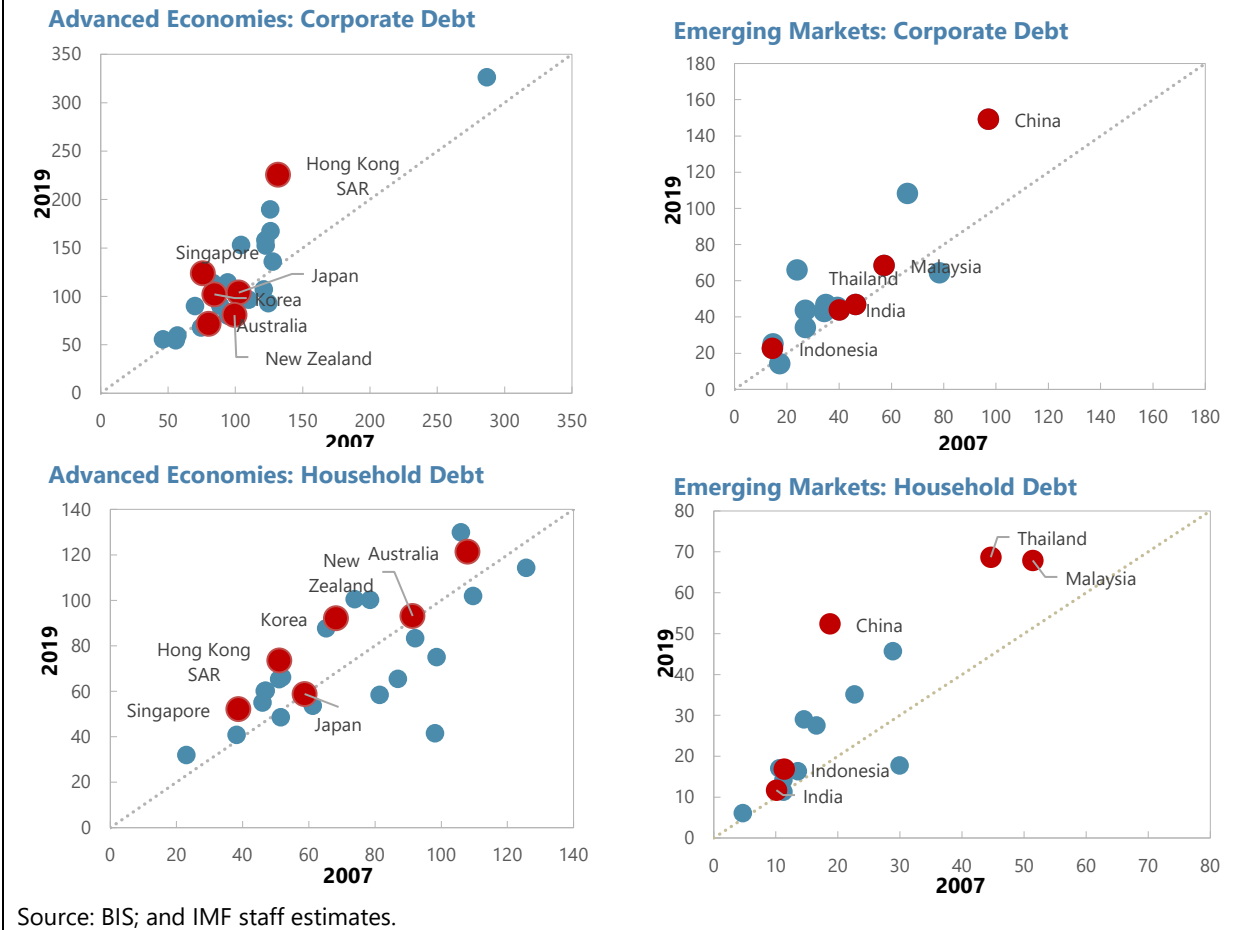 Advanced Economies: Corporate Debt
350
300
250
200
150
100
50
0
2019
Hong Kong
SAR
Singapore
Japan
Korea
Australia
New Zealand
0 50 100 150 200 250 300 350
2007
Emerging Markets: Corporate Debt
180
160
140
120
100
80
60
40
20
0
2019
China
Malaysia
Thailand
India
Indonesia
0 20 40 60 80 100 120 140 160 180
2007
Advanced Economies: Household Debt
140
120
100
80
60
40
20
0
2019
New
Zealand
Australia
Korea
Hong Kong
SAR
Singapore
Japan
0 20 40 60 80 100 120 140
2007
Emerging Markets: Household Debt
80
70
60
50
40
30
20
10
0
2019
Thailand
Malaysia
China
Indonesia
India
0 10 20 30 40 50 60 70 80
2007
Source: BIS; and IMF staff estimates.